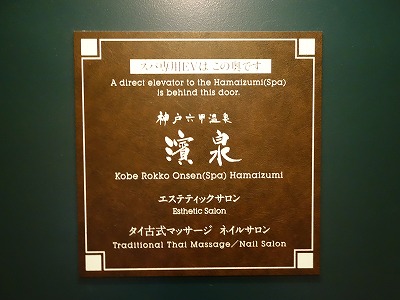 スパ専用EVは この扉です
A direct elevator to the Hamaizumi(Spa)
is behind this door.
神戸六甲温泉
濱泉
Kobe Rokko Onsen(Spa) Hamaizumi
エステティックサロン
Esthetic Salon
タイ古式マッサージ ネイルサロン
Traditional Thai Massage／Nail Salon